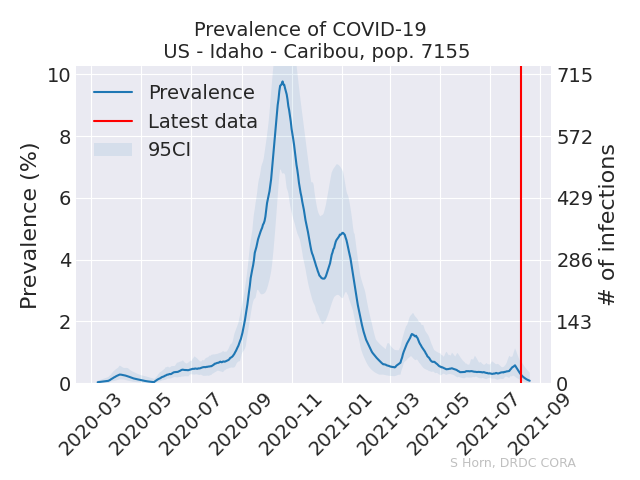 Prevalence of COVID-19
US - Idaho - Caribou, pop. 7155
Prevalence
Latest data
95CI
Prevalence (%)
10
8
6
4
2
0
715
572
429
286
143
0
# of infections
2020-03
2020-05
2020-07
2020-09
2020-11
2021-01
2021-03
2021-05
2021-07
2021-09
S Horn, DRDC CORA